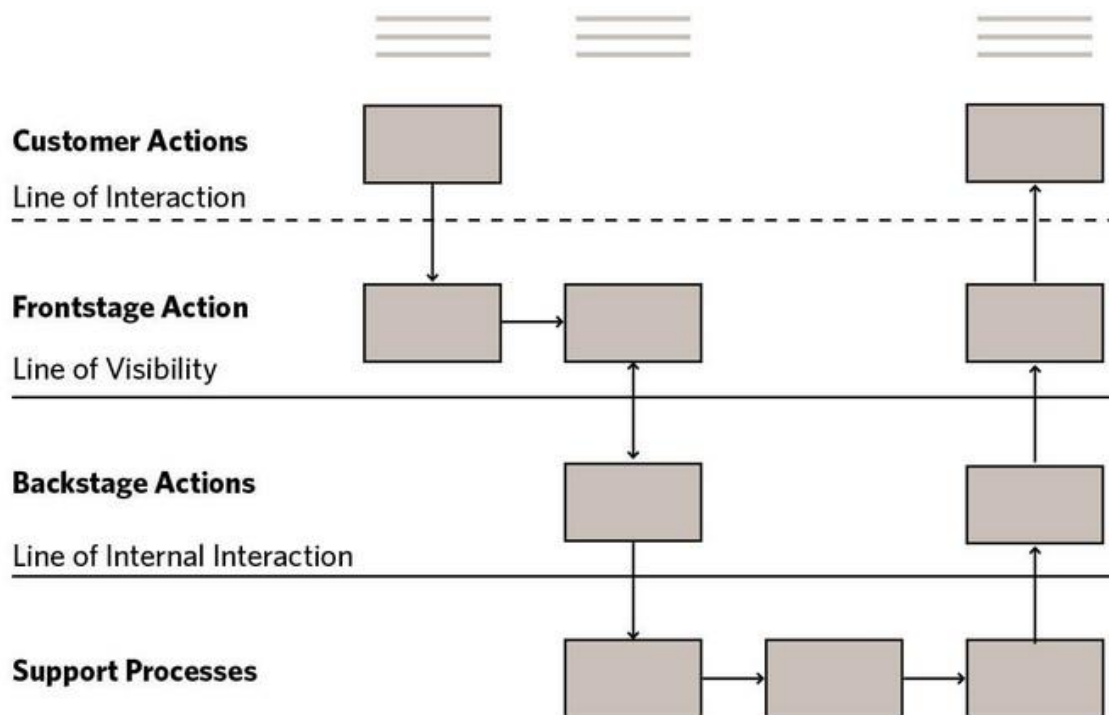 Customer Actions
Line of Interaction
Frontstage Action
Line of Visibility
Backstage Actions
Line of Internal Interaction
Support Processes